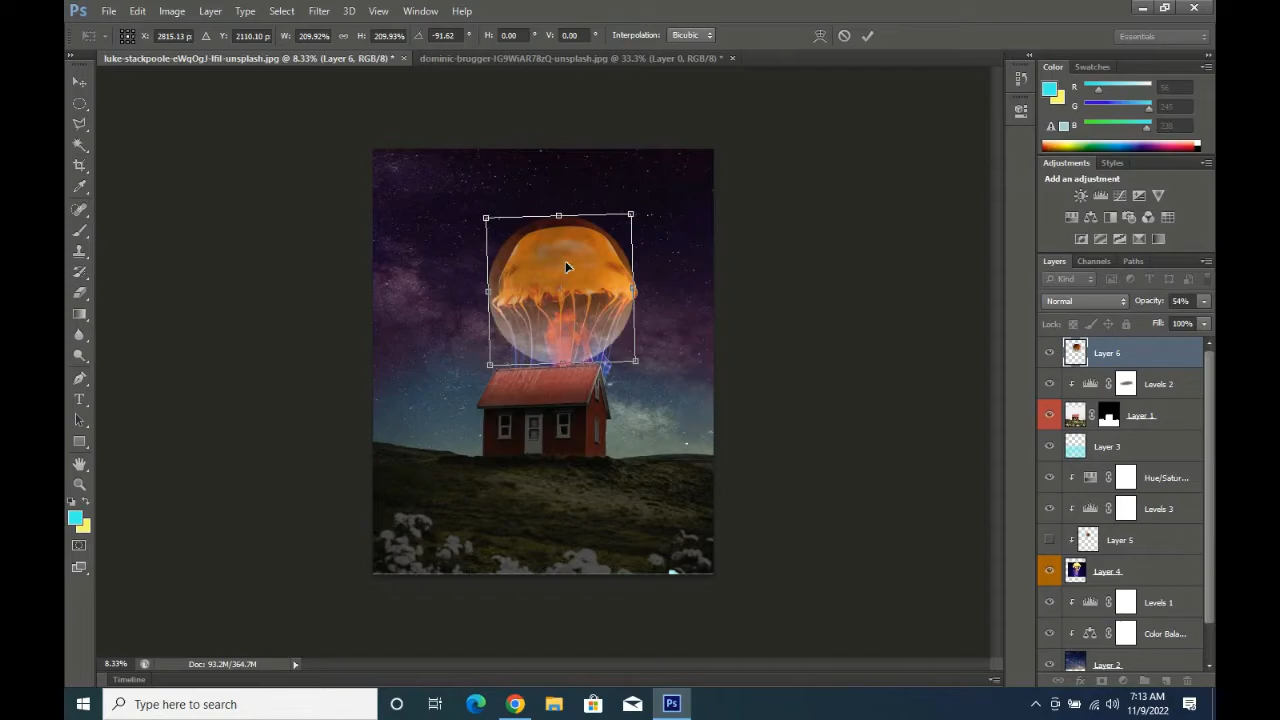 Ps File Edit Image Layer Type Select Filter 3D View Window Help
X: 2815.13 p Y: 2110.10 p W: 209.92% H: 209.93% -91.62 ° H: 0.00 ° V: 0.00 ° Interpolation: Bicubic Essentials
luke-stackpoole-eWqOgJ-lfiI-unsplash.jpg @ 8.33% (Layer 6, RGB/8) * × dominic-brugger-IG9WiAR78zQ-unsplash.jpg @ 33.3% (Layer 0, RGB/8) * ×
Color Swatches
R 56
G 245
B 238
Adjustments Styles
Add an adjustment
Layers Channels Paths
Kind
Normal Opacity: 54%
Lock: Fill: 100%
Layer 6
Levels 2
Layer 1
Layer 3
Hue/Satur...
Levels 3
Layer 5
Layer 4
Levels 1
Color Bala...
Layer 2
8.33% Doc: 93.2M/364.7M
Timeline
Type here to search
7:13 AM
11/9/2022